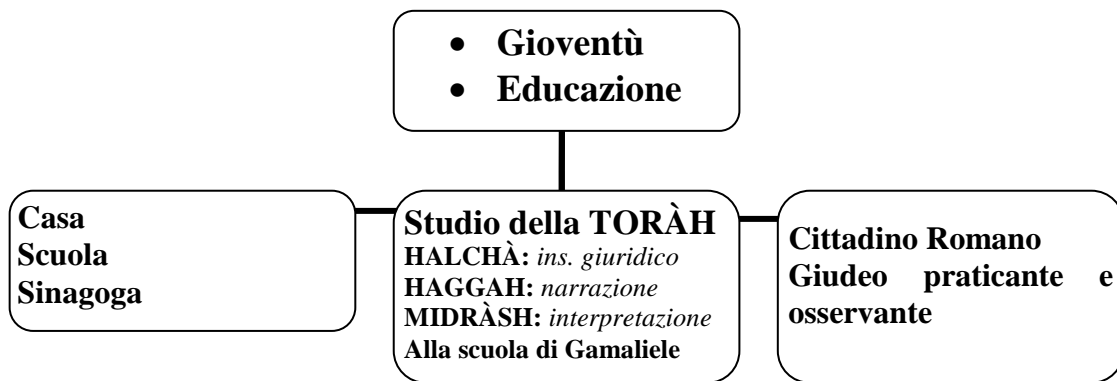 • Gioventù
• Educazione
Casa
Scuola
Sinagoga
Studio della TORÀH
HALCHÀ: ins. giuridico
HAGGAH: narrazione
MIDRÀSH: interpretazione
Alla scuola di Gamaliele
Cittadino Romano
Giudeo praticante e
osservante